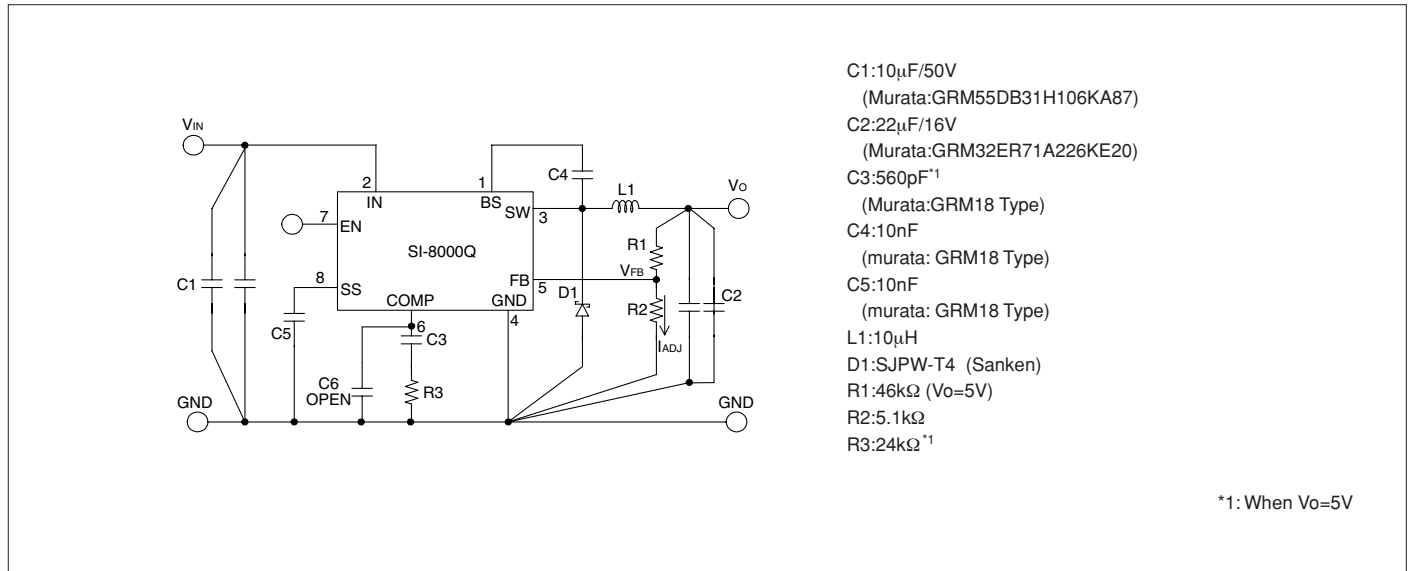 VIN
C1
GND
2
IN
7
EN
SI-8000Q
8
SS
C5
COMP
6
C3
C6
OPEN
R3
1
BS
C4
SW
3
L1
VO
FB
5
VFB
GND
4
D1
R1
R2
IADJ
C2
GND
C1:10μF/50V
(Murata:GRM55DB31H106KA87)
C2:22μF/16V
(Murata:GRM32ER71A226KE20)
C3:560pF*1
(Murata:GRM18 Type)
C4:10nF
(murata: GRM18 Type)
C5:10nF
(murata: GRM18 Type)
L1:10μH
D1:SJPW-T4 (Sanken)
R1:46kΩ (Vo=5V)
R2:5.1kΩ
R3:24kΩ*1
*1: When Vo=5V